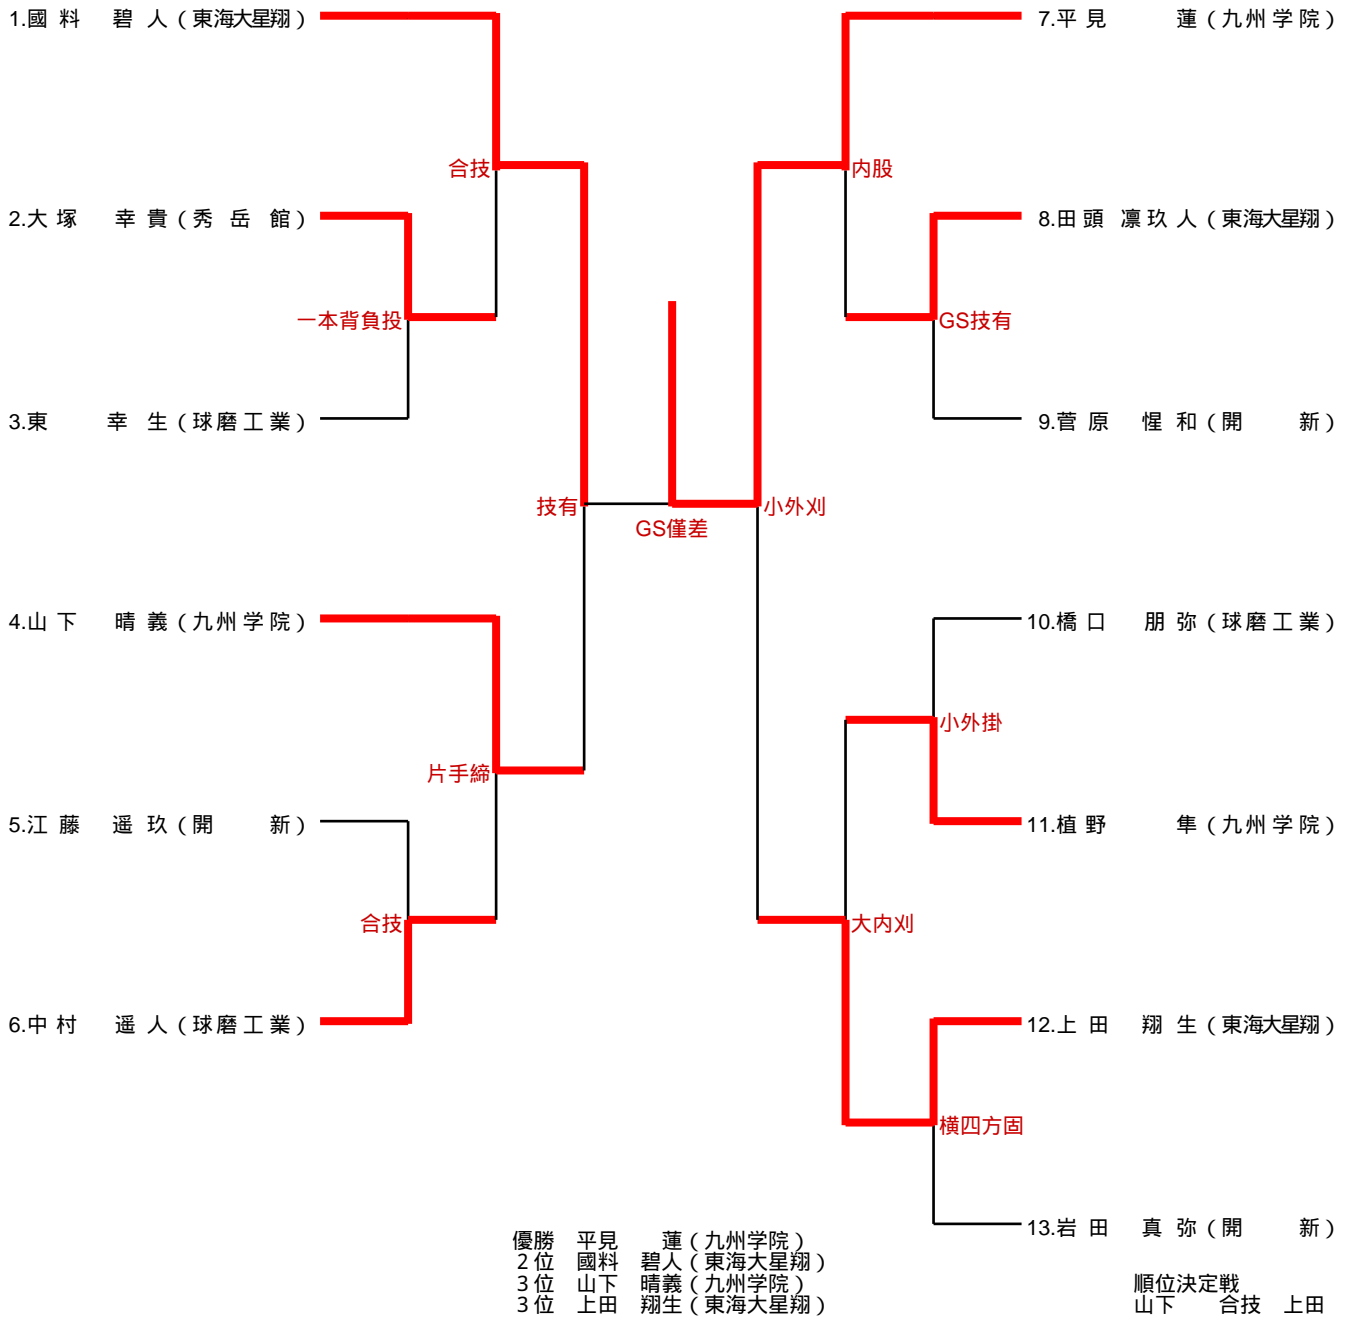 1.國料 碧人（東海大星翔）
合技
2.大塚 幸貴（秀岳館）
一本背負投
3.東 幸生（球磨工業）
技有
4.山下 晴義（九州学院）
片手締
5.江藤 遥玖（開 新）
合技
6.中村 遥人（球磨工業）
GS僅差
7.平見 蓮（九州学院）
内股
8.田頭 凛玖人（東海大星翔）
GS技有
9.菅原 惺和（開 新）
小外刈
10.橋口 朋弥（球磨工業）
小外掛
11.植野 隼（九州学院）
大内刈
12.上田 翔生（東海大星翔）
横四方固
13.岩田 真弥（開 新）
優勝 平見 蓮（九州学院）
2位 國料 碧人（東海大星翔）
3位 山下 晴義（九州学院）
3位 上田 翔生（東海大星翔）
順位決定戦
山下 合技 上田